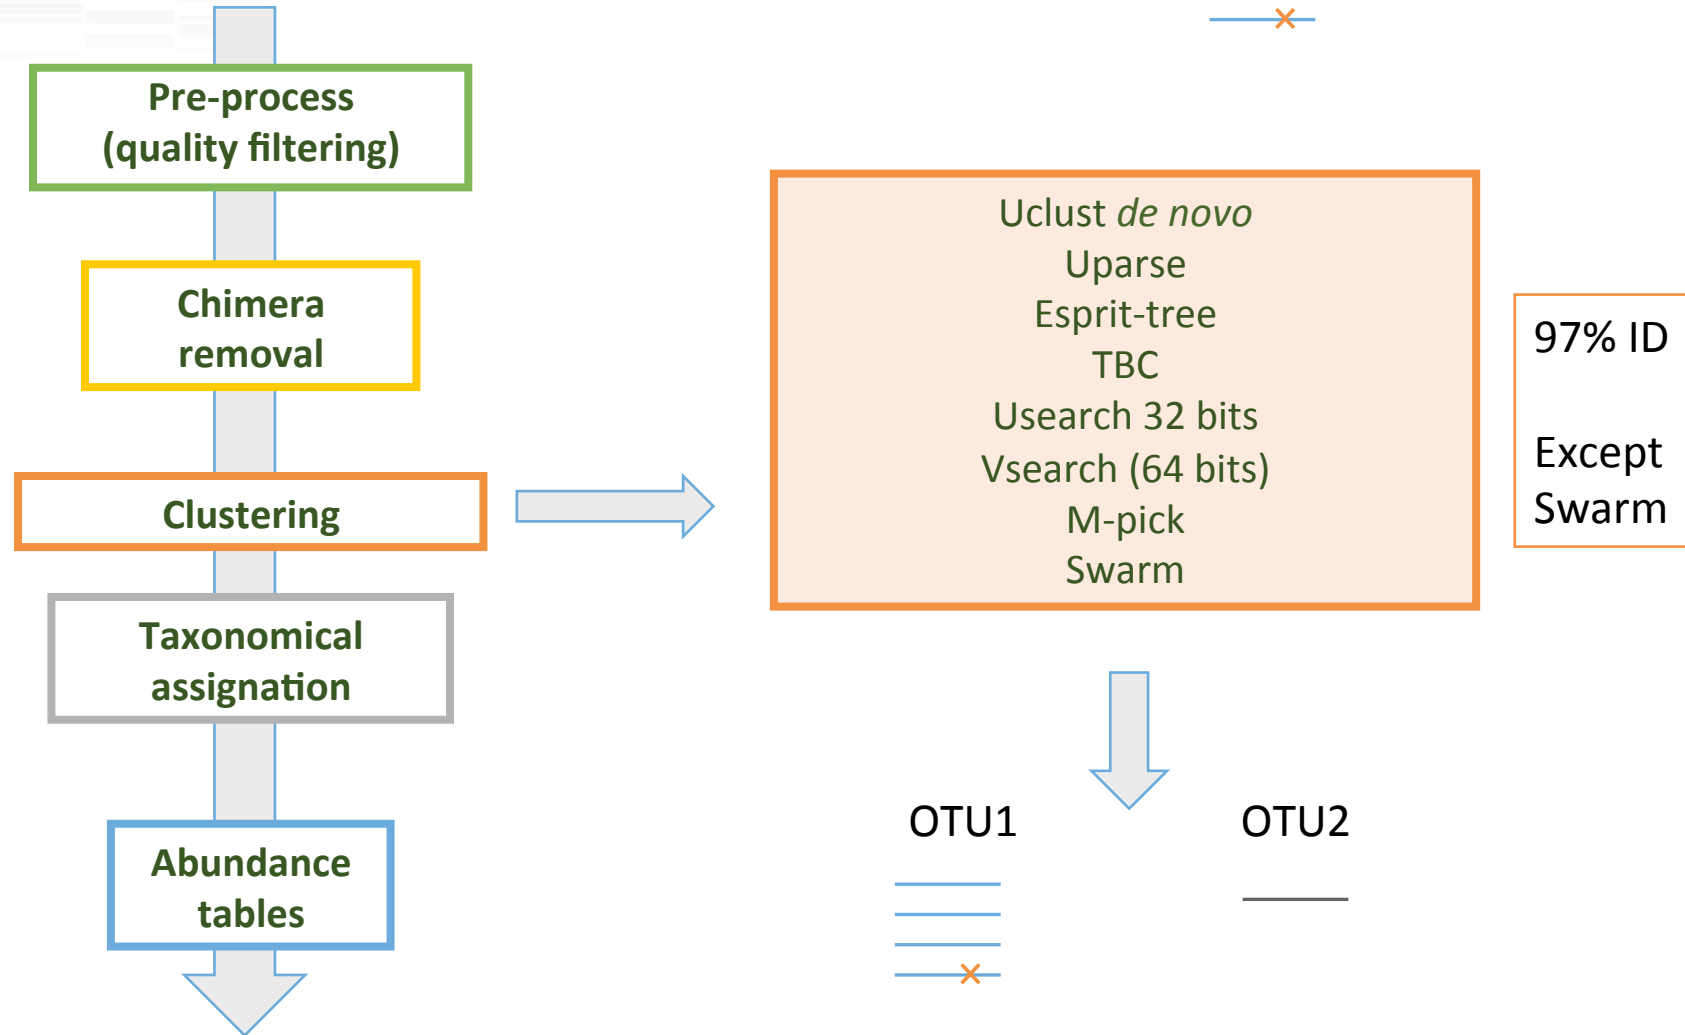 Pre-process
(quality filtering)
Chimera
removal
Clustering
Taxonomical
assignation
Abundance
tables
Uclust de novo
Uparse
Esprit-tree
TBC
Usearch 32 bits
Vsearch (64 bits)
M-pick
Swarm
97% ID
Except
Swarm
OTU1
OTU2